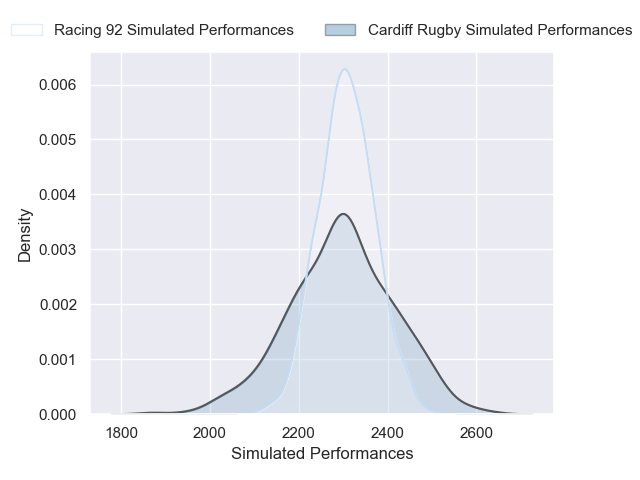 Racing 92 Simulated Performances Cardiff Rugby Simulated Performances
0.006
0.005
0.004
0.003
0.002
0.001
0.000
Density
1800 2000 2200 2400 2600
Simulated Performances